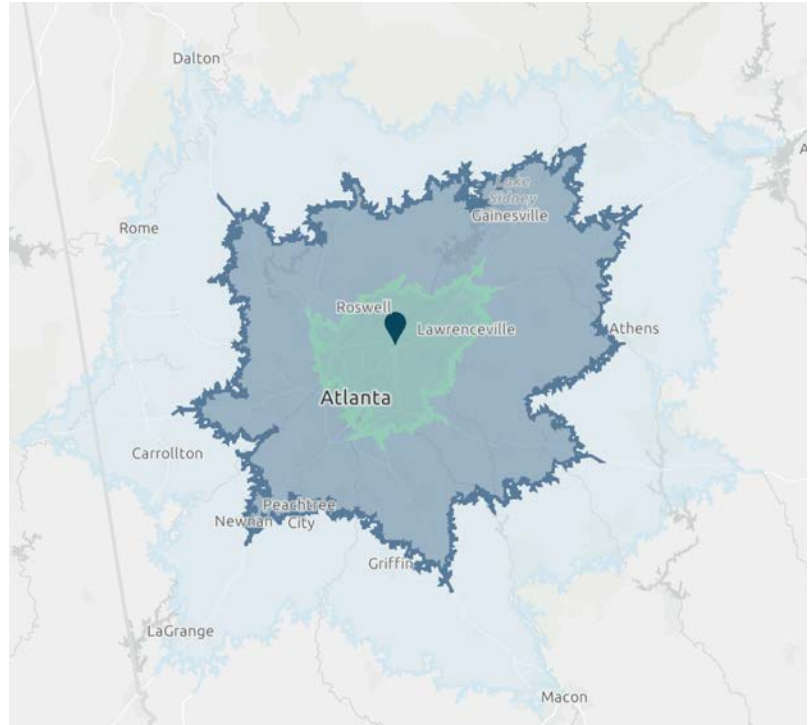 Dalton
A
Lake
Sidney
Gainesville
Rome
Roswell
Lawrenceville
Athens
Atlanta
Carrollton
Peachtree
City
Newnan
Griffin
LaGrange
Macon